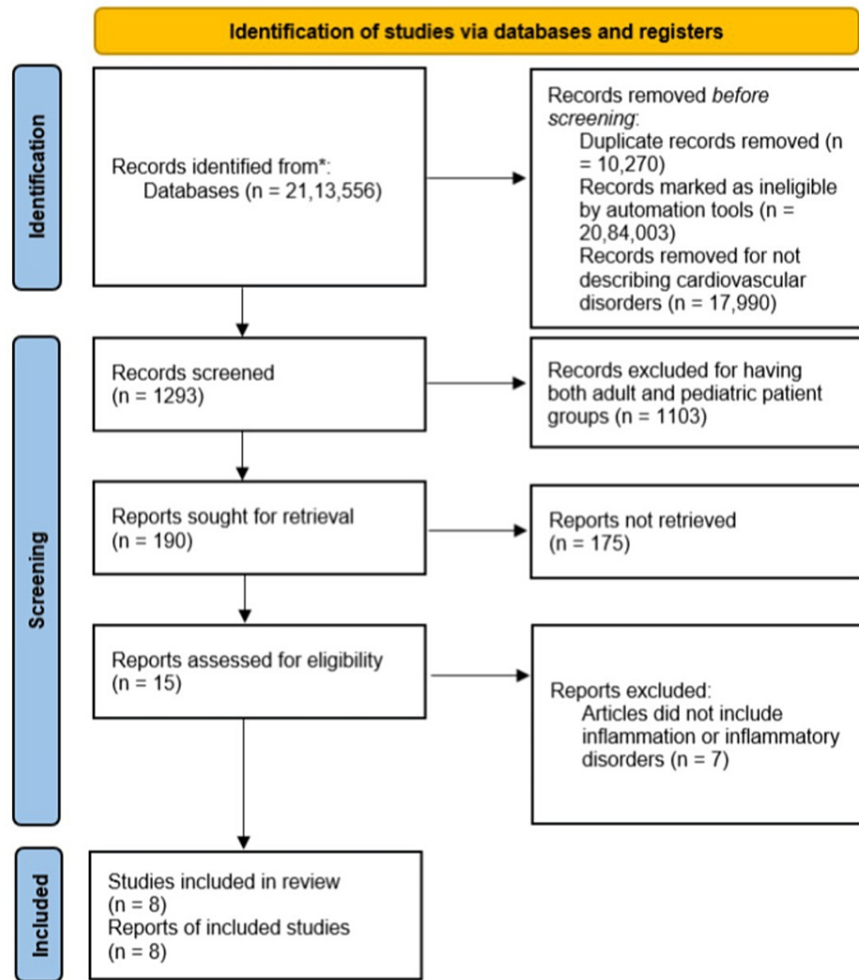 Identification of studies via databases and registers
Identification
Records identified from*:
Databases (n = 21,13,556)
Records removed before
screening:
Duplicate records removed (n
= 10,270)
Records marked as ineligible
by automation tools (n =
20,84,003)
Records removed for not
describing cardiovascular
disorders (n = 17,990)
Screening
Records screened
(n = 1293)
Records excluded for having
both adult and pediatric patient
groups (n = 1103)
Reports sought for retrieval
(n = 190)
Reports not retrieved
(n = 175)
Reports assessed for eligibility
(n = 15)
Reports excluded:
Articles did not include
inflammation or inflammatory
disorders (n = 7)
Included
Studies included in review
(n = 8)
Reports of included studies
(n = 8)